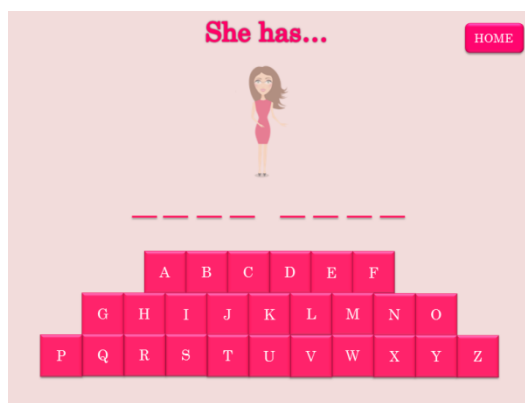 She has...
HOME
A B C D E F
G H I J K L M N O
P Q R S T U V W X Y Z